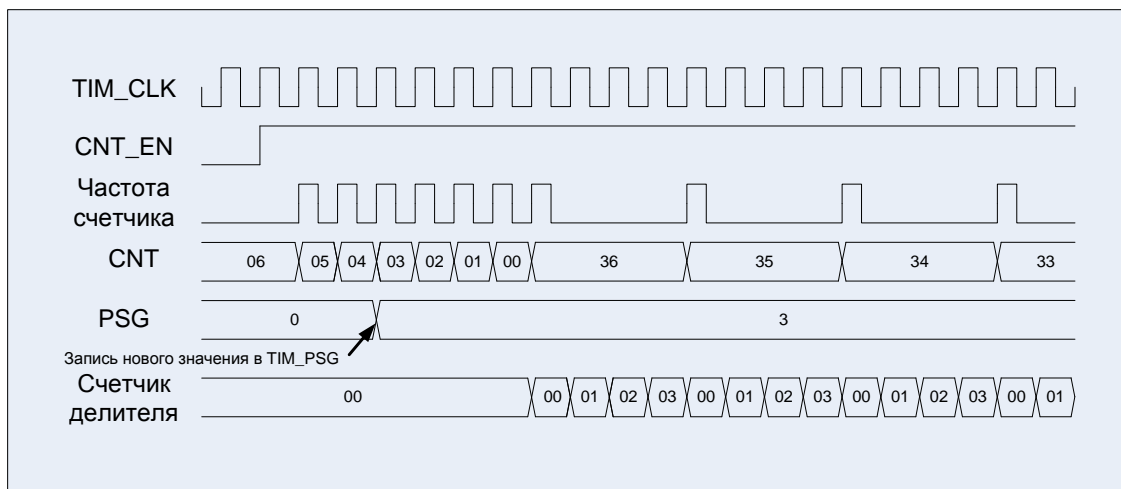 TIM_CLK
CNT_EN
Частота
счетчика
CNT
06 05 04 03 02 01 00 36 35 34 33
PSG
0 3
Запись нового значения в TIM_PSG
Счетчик
делителя
00 00 01 02 03 00 01 02 03 00 01 02 03 00 01